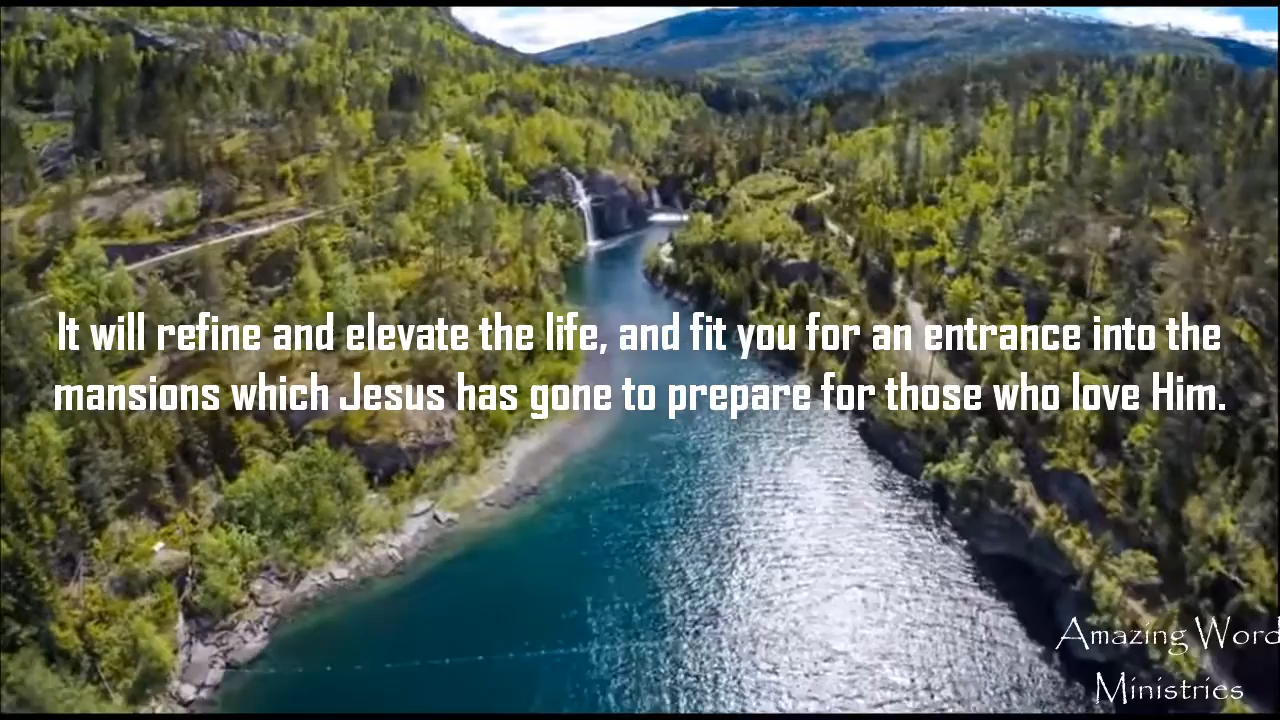 It will refine and elevate the life, and fit you for an entrance into the
mansions which Jesus has gone to prepare for those who love Him.
Amazing Word
Ministries